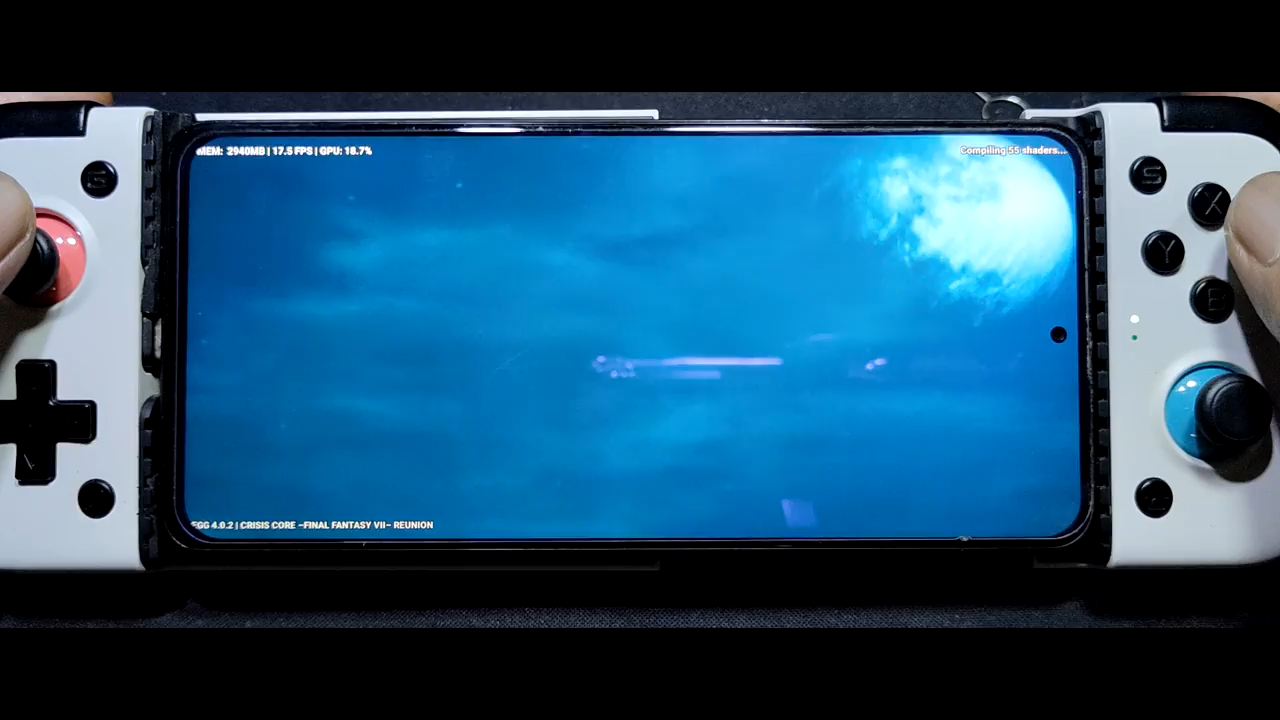 MEM: 2940MB | 17.5 FPS | GPU: 18.7%
Compiling 55 shaders...
S
X
Y
B
EGG 4.0.2 | CRISIS CORE –FINAL FANTASY VII– REUNION